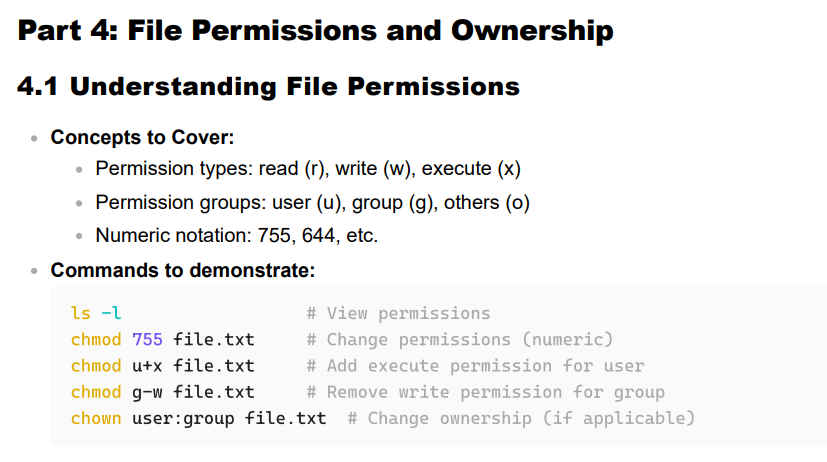 Part 4: File Permissions and Ownership
4.1 Understanding File Permissions
Concepts to Cover:
Permission types: read (r), write (w), execute (x)
Permission groups: user (u), group (g), others (o)
Numeric notation: 755, 644, etc.
Commands to demonstrate:
ls -l                  # View permissions
chmod 755 file.txt     # Change permissions (numeric)
chmod u+x file.txt     # Add execute permission for user
chmod g-w file.txt     # Remove write permission for group
chown user:group file.txt  # Change ownership (if applicable)